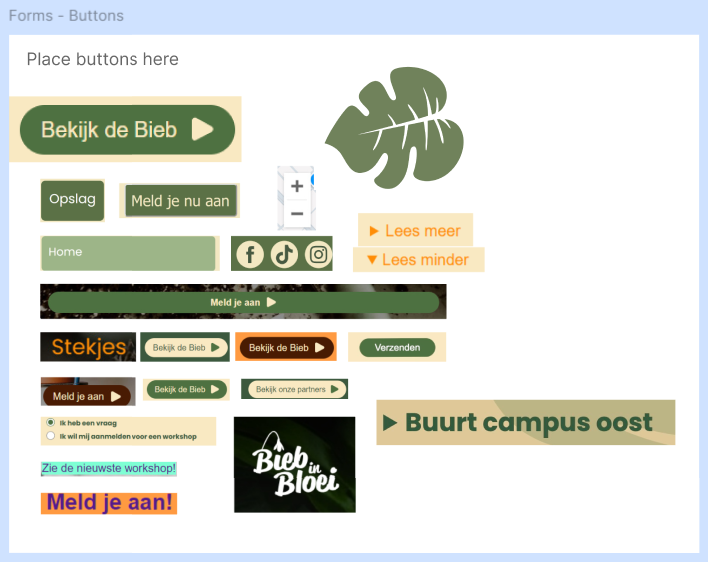 Forms - Buttons
Place buttons here
Bekijk de Bieb
Opslag
Meld je nu aan
+
−
Lees meer
Home
Lees minder
Meld je aan
Stekjes
Bekijk de Bieb
Bekijk de Bieb
Verzenden
Meld je aan
Bekijk de Bieb
Bekijk onze partners
Buurt campus oost
Ik heb een vraag
Ik wil mij aanmelden voor een workshop
Bieb in
Bloei
Zie de nieuwste workshop!
Meld je aan!